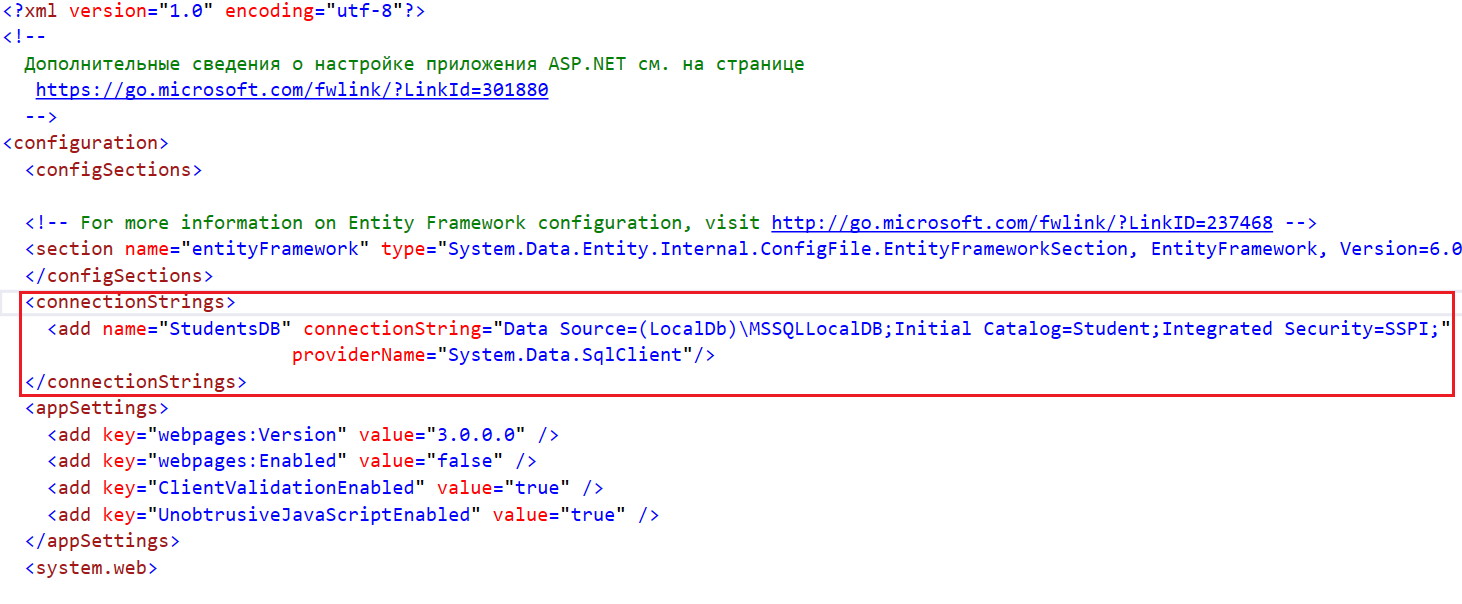 <?xml version="1.0" encoding="utf-8"?>
<!--
Дополнительные сведения о настройке приложения ASP.NET см. на странице
https://go.microsoft.com/fwlink/?LinkId=301880
-->
<configuration>
<configSections>
<!-- For more information on Entity Framework configuration, visit http://go.microsoft.com/fwlink/?LinkID=237468 -->
<section name="entityFramework" type="System.Data.Entity.Internal.ConfigFile.EntityFrameworkSection, EntityFramework, Version=6.0
</configSections>
<connectionStrings>
<add name="StudentsDB" connectionString="Data Source=(LocalDb)\MSSQLLocalDB;Initial Catalog=Student;Integrated Security=SSPI;"
providerName="System.Data.SqlClient"/>
</connectionStrings>
<appSettings>
<add key="webpages:Version" value="3.0.0.0" />
<add key="webpages:Enabled" value="false" />
<add key="ClientValidationEnabled" value="true" />
<add key="UnobtrusiveJavaScriptEnabled" value="true" />
</appSettings>
<system.web>